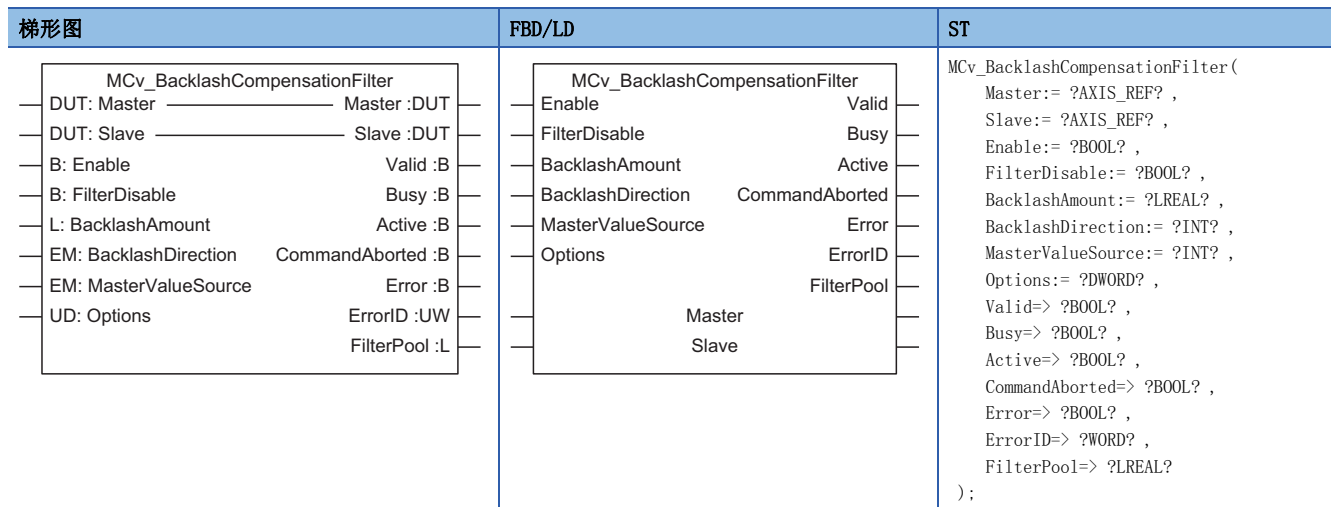 梯形图
FBD/LD
ST
MCv_BacklashCompensationFilter
DUT: Master
Master :DUT
DUT: Slave
Slave :DUT
B: Enable
Valid :B
B: FilterDisable
Busy :B
L: BacklashAmount
Active :B
EM: BacklashDirection
CommandAborted :B
EM: MasterValueSource
Error :B
UD: Options
ErrorID :UW
FilterPool :L
MCv_BacklashCompensationFilter
Enable
Valid
FilterDisable
Busy
BacklashAmount
Active
BacklashDirection
CommandAborted
MasterValueSource
Error
Options
ErrorID
FilterPool
Master
Slave
MCv_BacklashCompensationFilter(
Master:= ?AXIS_REF? ,
Slave:= ?AXIS_REF? ,
Enable:= ?BOOL? ,
FilterDisable:= ?BOOL? ,
BacklashAmount:= ?LREAL? ,
BacklashDirection:= ?INT? ,
MasterValueSource:= ?INT? ,
Options:= ?DWORD? ,
Valid=> ?BOOL? ,
Busy=> ?BOOL? ,
Active=> ?BOOL? ,
CommandAborted=> ?BOOL? ,
Error=> ?BOOL? ,
ErrorID=> ?WORD? ,
FilterPool=> ?LREAL?
);